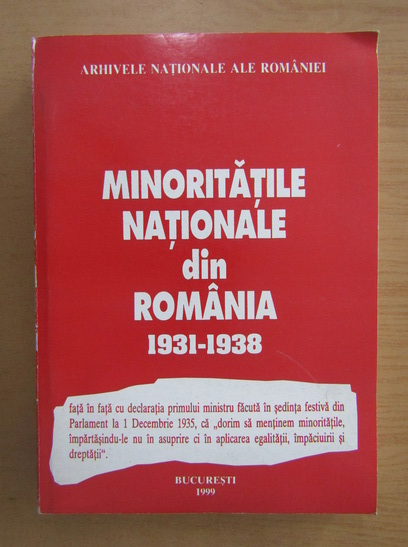 ARHIVELE NAȚIONALE ALE ROMÂNIEI
MINORITĂȚILE
NAȚIONALE
din
ROMÂNIA
1931-1938
față în față cu declarația primului ministru făcută în ședința festivă din
Parlament la 1 Decembrie 1935, că „dorim să menținem minoritățile,
împărtășindu-le nu în asuprire ci în aplicarea egalității, împăciuirii și
dreptății“.
BUCUREȘTI
1999